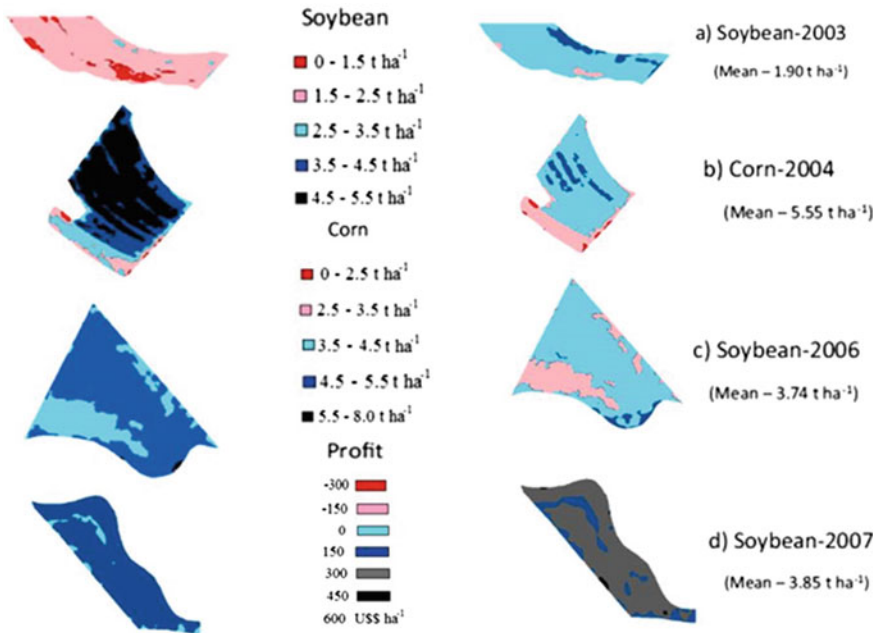 Soybean
0 - 1.5 t ha⁻¹
1.5 - 2.5 t ha⁻¹
2.5 - 3.5 t ha⁻¹
3.5 - 4.5 t ha⁻¹
4.5 - 5.5 t ha⁻¹
Corn
0 - 2.5 t ha⁻¹
2.5 - 3.5 t ha⁻¹
3.5 - 4.5 t ha⁻¹
4.5 - 5.5t ha⁻¹
5.5 - 8.0 t ha⁻¹
Profit
-300
-150
0
150
300
450
600 U$$ ha⁻¹
a) Soybean-2003
(Mean – 1.90 t ha⁻¹)
b) Corn-2004
(Mean – 5.55 t ha⁻¹)
c) Soybean-2006
(Mean – 3.74 t ha⁻¹)
d) Soybean-2007
(Mean – 3.85 t ha⁻¹)